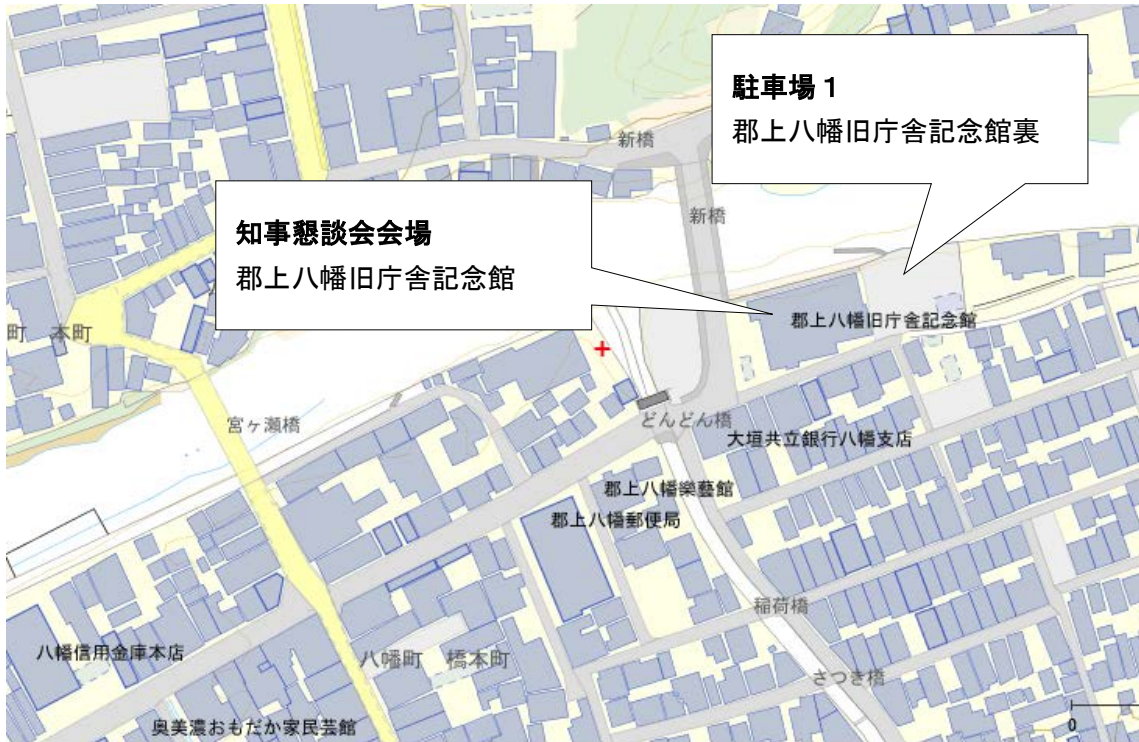 駐車場１
郡上八幡旧庁舎記念館裏
新橋
新橋
知事懇談会会場
郡上八幡旧庁舎記念館
郡上八幡旧庁舎記念館
町 本町
宮ヶ瀬橋
どんどん橋
大垣共立銀行八幡支店
郡上八幡樂藝館
郡上八幡郵便局
稲荷橋
八幡信用金庫本店
八幡町 橋本町
さつき橋
奥美濃おもだか家民芸館
0